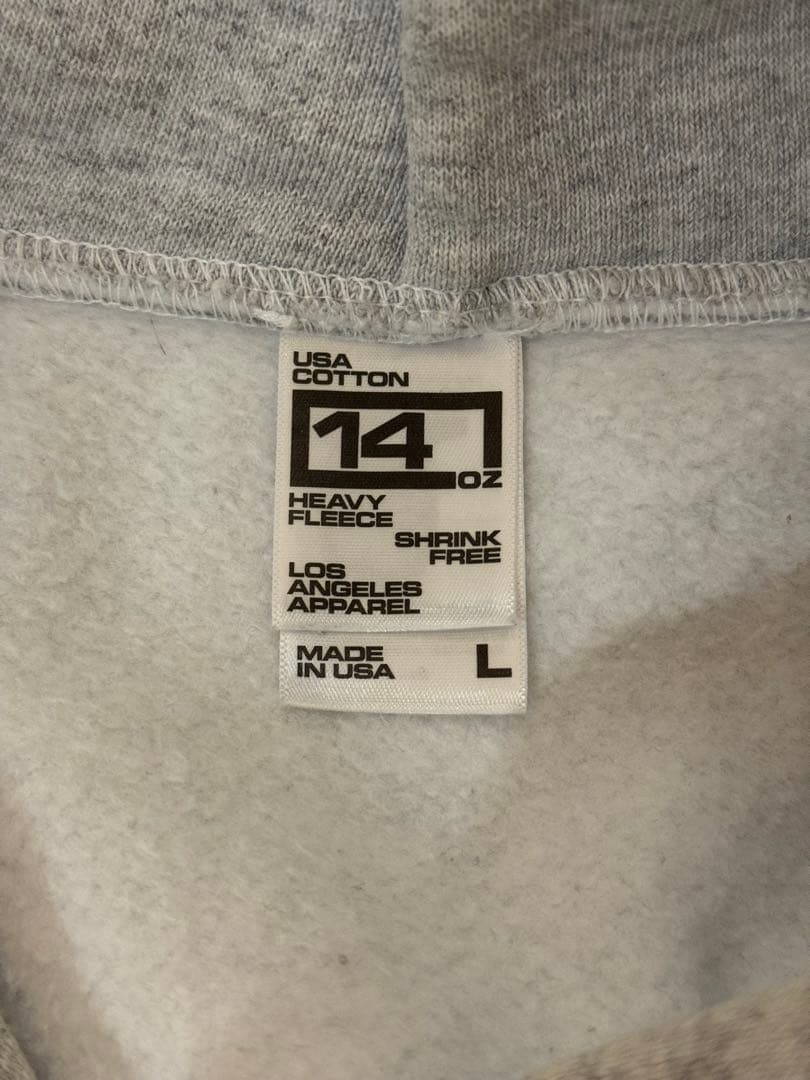 USA
COTTON
14
OZ
HEAVY
FLEECE
SHRINK
FREE
LOS
ANGELES
APPAREL
MADE
IN USA
L